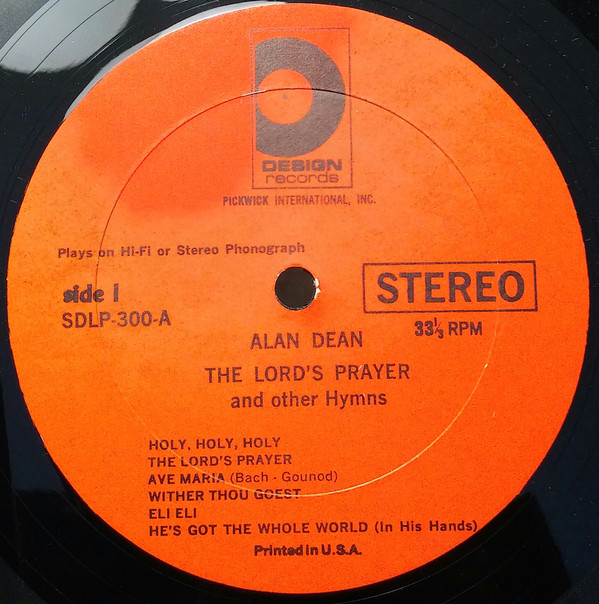 DESIGN
records
PICKWICK INTERNATIONAL, INC.
Plays on Hi-Fi or Stereo Phonograph
side 1
SDLP-300-A
STEREO
33⅓ RPM
ALAN DEAN
THE LORD'S PRAYER
and other Hymns
HOLY, HOLY, HOLY
THE LORD'S PRAYER
AVE MARIA (Bach - Gounod)
WITHER THOU GOEST
ELI ELI
HE'S GOT THE WHOLE WORLD (In His Hands)
Printed in U.S.A.